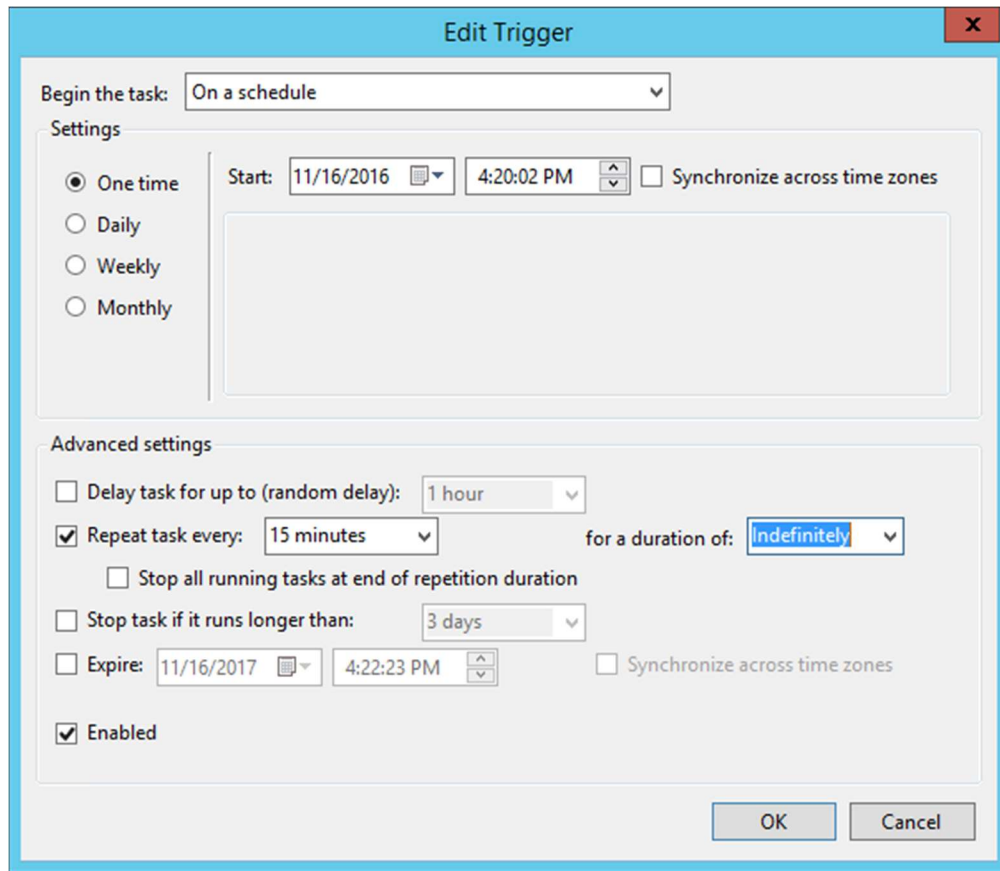 Edit Trigger
x
Begin the task: On a schedule
Settings
One time
Start: 11/16/2016 4:20:02 PM Synchronize across time zones
Daily
Weekly
Monthly
Advanced settings
Delay task for up to (random delay): 1 hour
Repeat task every: 15 minutes for a duration of: Indefinitely
Stop all running tasks at end of repetition duration
Stop task if it runs longer than: 3 days
Expire: 11/16/2017 4:22:23 PM Synchronize across time zones
Enabled
OK Cancel